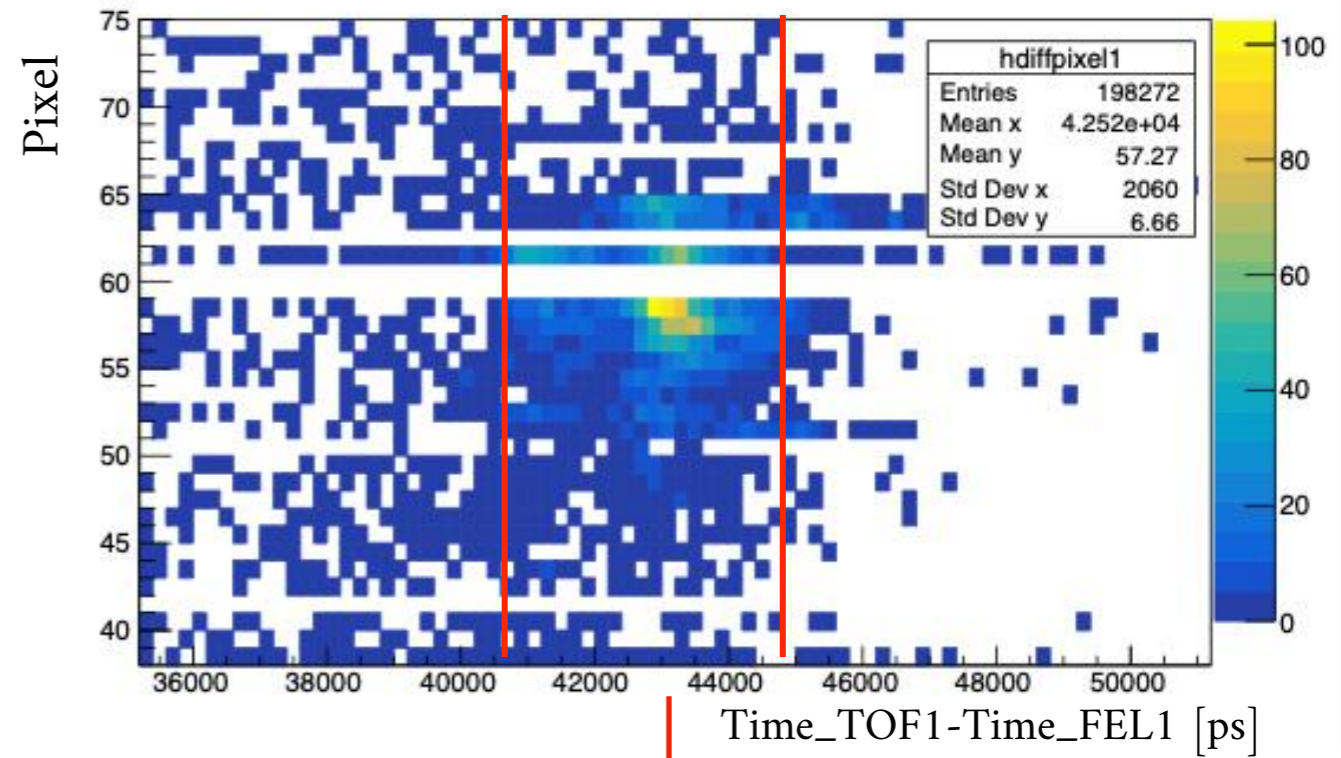 Pixel
75
70
65
60
55
50
45
40
hdiffpixel1
Entries 198272
Mean x 4.252e+04
Mean y 57.27
Std Dev x 2060
Std Dev y 6.66
100
80
60
40
20
0
36000 38000 40000 42000 44000 46000 48000 50000
Time_TOF1-Time_FEL1 [ps]